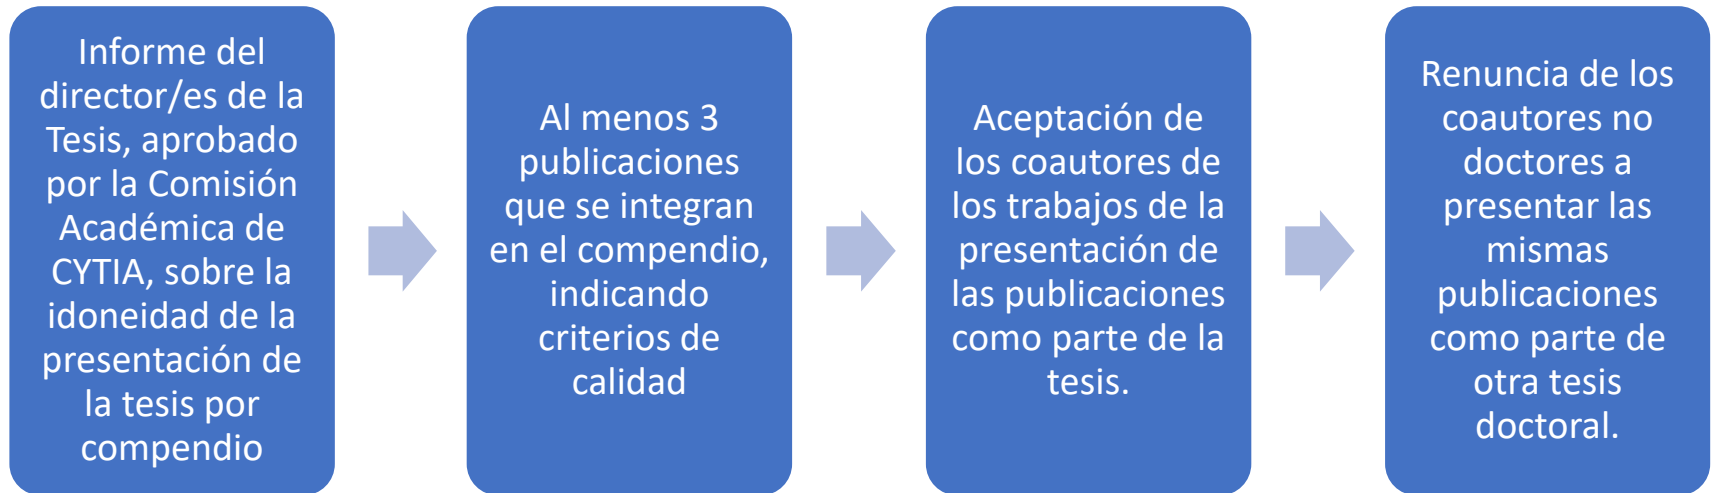 Informe del
director/es de la
Tesis, aprobado
por la Comisión
Académica de
CYTIA, sobre la
idoneidad de la
presentación de
la tesis por
compendio
Al menos 3
publicaciones
que se integran
en el compendio,
indicando
criterios de
calidad
Aceptación de
los coautores de
los trabajos de la
presentación de
las publicaciones
como parte de la
tesis.
Renuncia de los
coautores no
doctores a
presentar las
mismas
publicaciones
como parte de
otra tesis
doctoral.